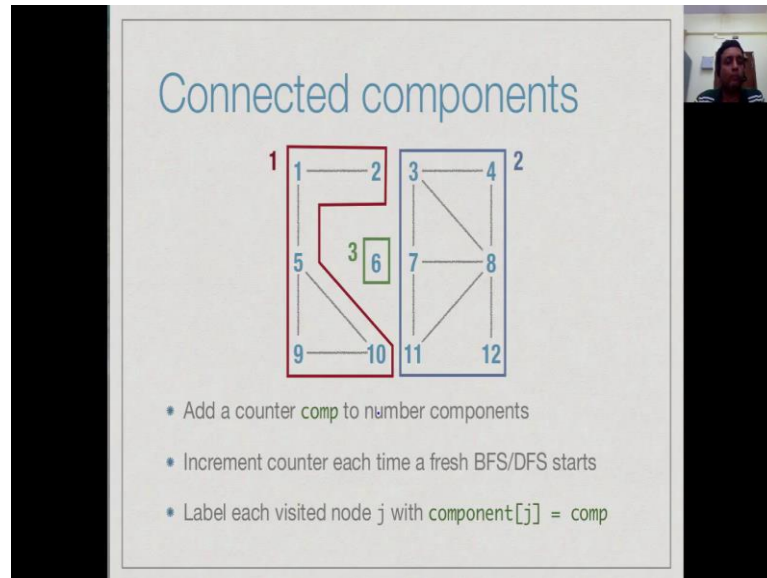 Connected components
1 1 2 3 4 2
5 3 6 7 8
9 10 11 12
Add a counter comp to number components
Increment counter each time a fresh BFS/DFS starts
Label each visited node j with component[j] = comp